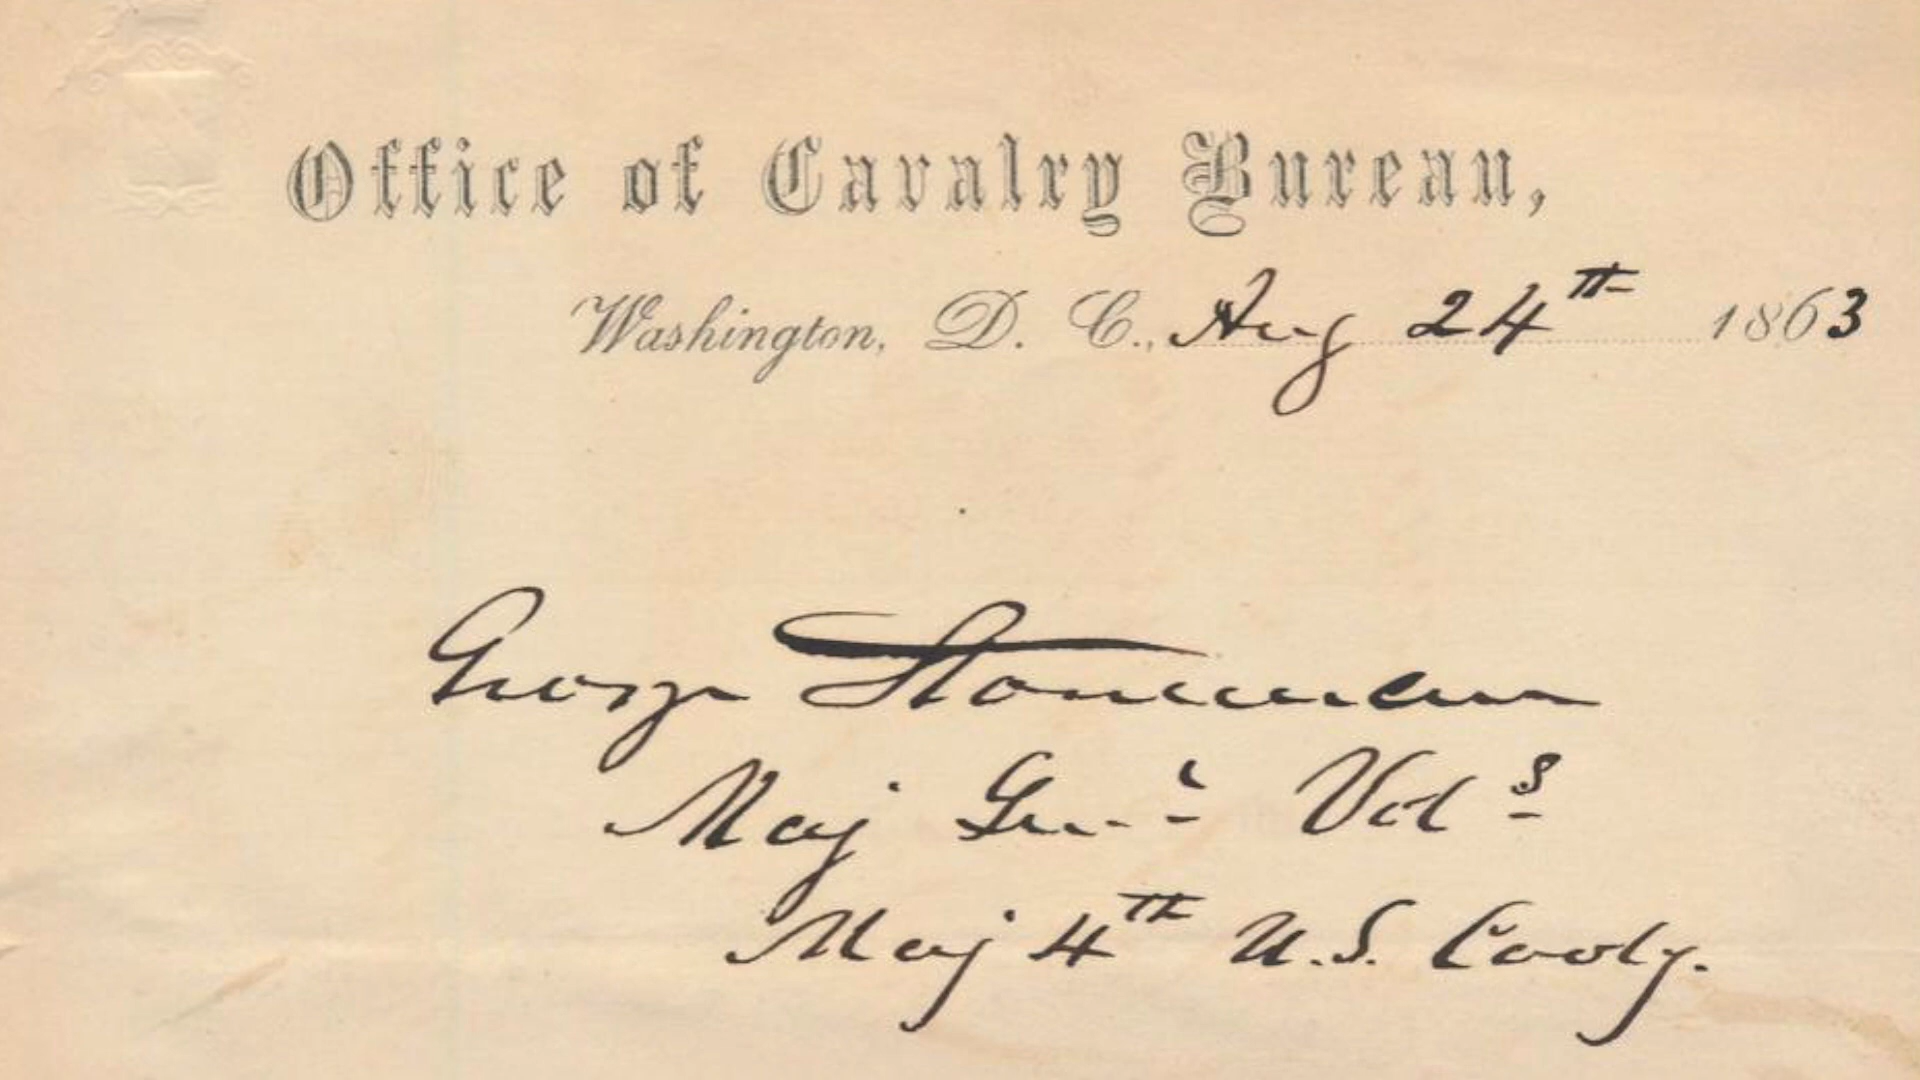 Office of Cavalry Bureau,
Washington, D. C., Aug 24th 1863
George Stoneman
Maj Genl Vols
Maj 4th U.S. Cavly.